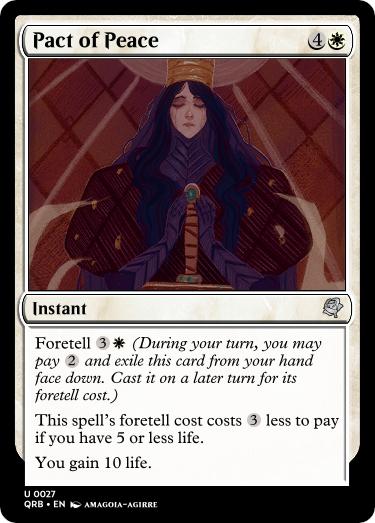 Pact of Peace 4
Instant
Foretell 3 (During your turn, you may
pay 2 and exile this card from your hand
face down. Cast it on a later turn for its
foretell cost.)
This spell's foretell cost costs 3 less to pay
if you have 5 or less life.
You gain 10 life.
U 0027
QRB • EN AMAGOIA-AGIRRE